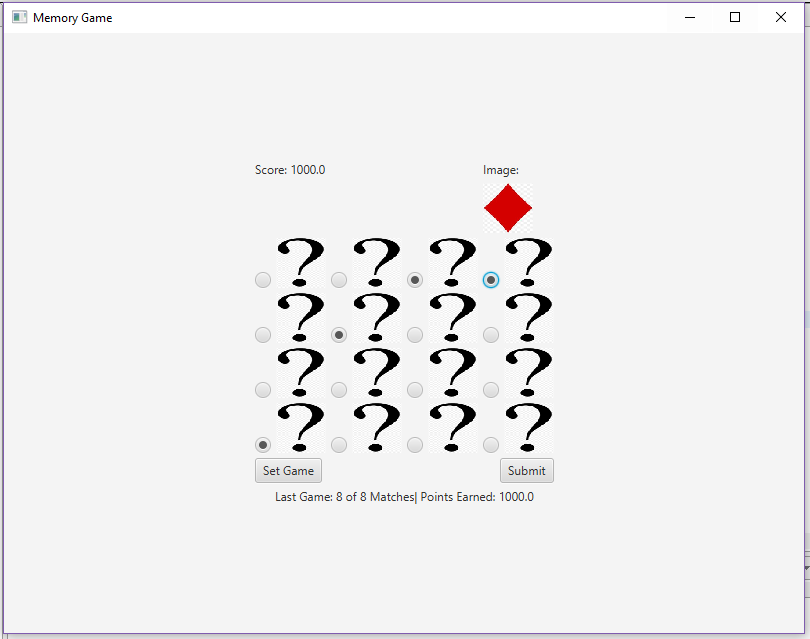 Memory Game
Score: 1000.0 Image:
? ? ? ?
? ? ? ?
? ? ? ?
? ? ? ?
Set Game Submit
Last Game: 8 of 8 Matches| Points Earned: 1000.0